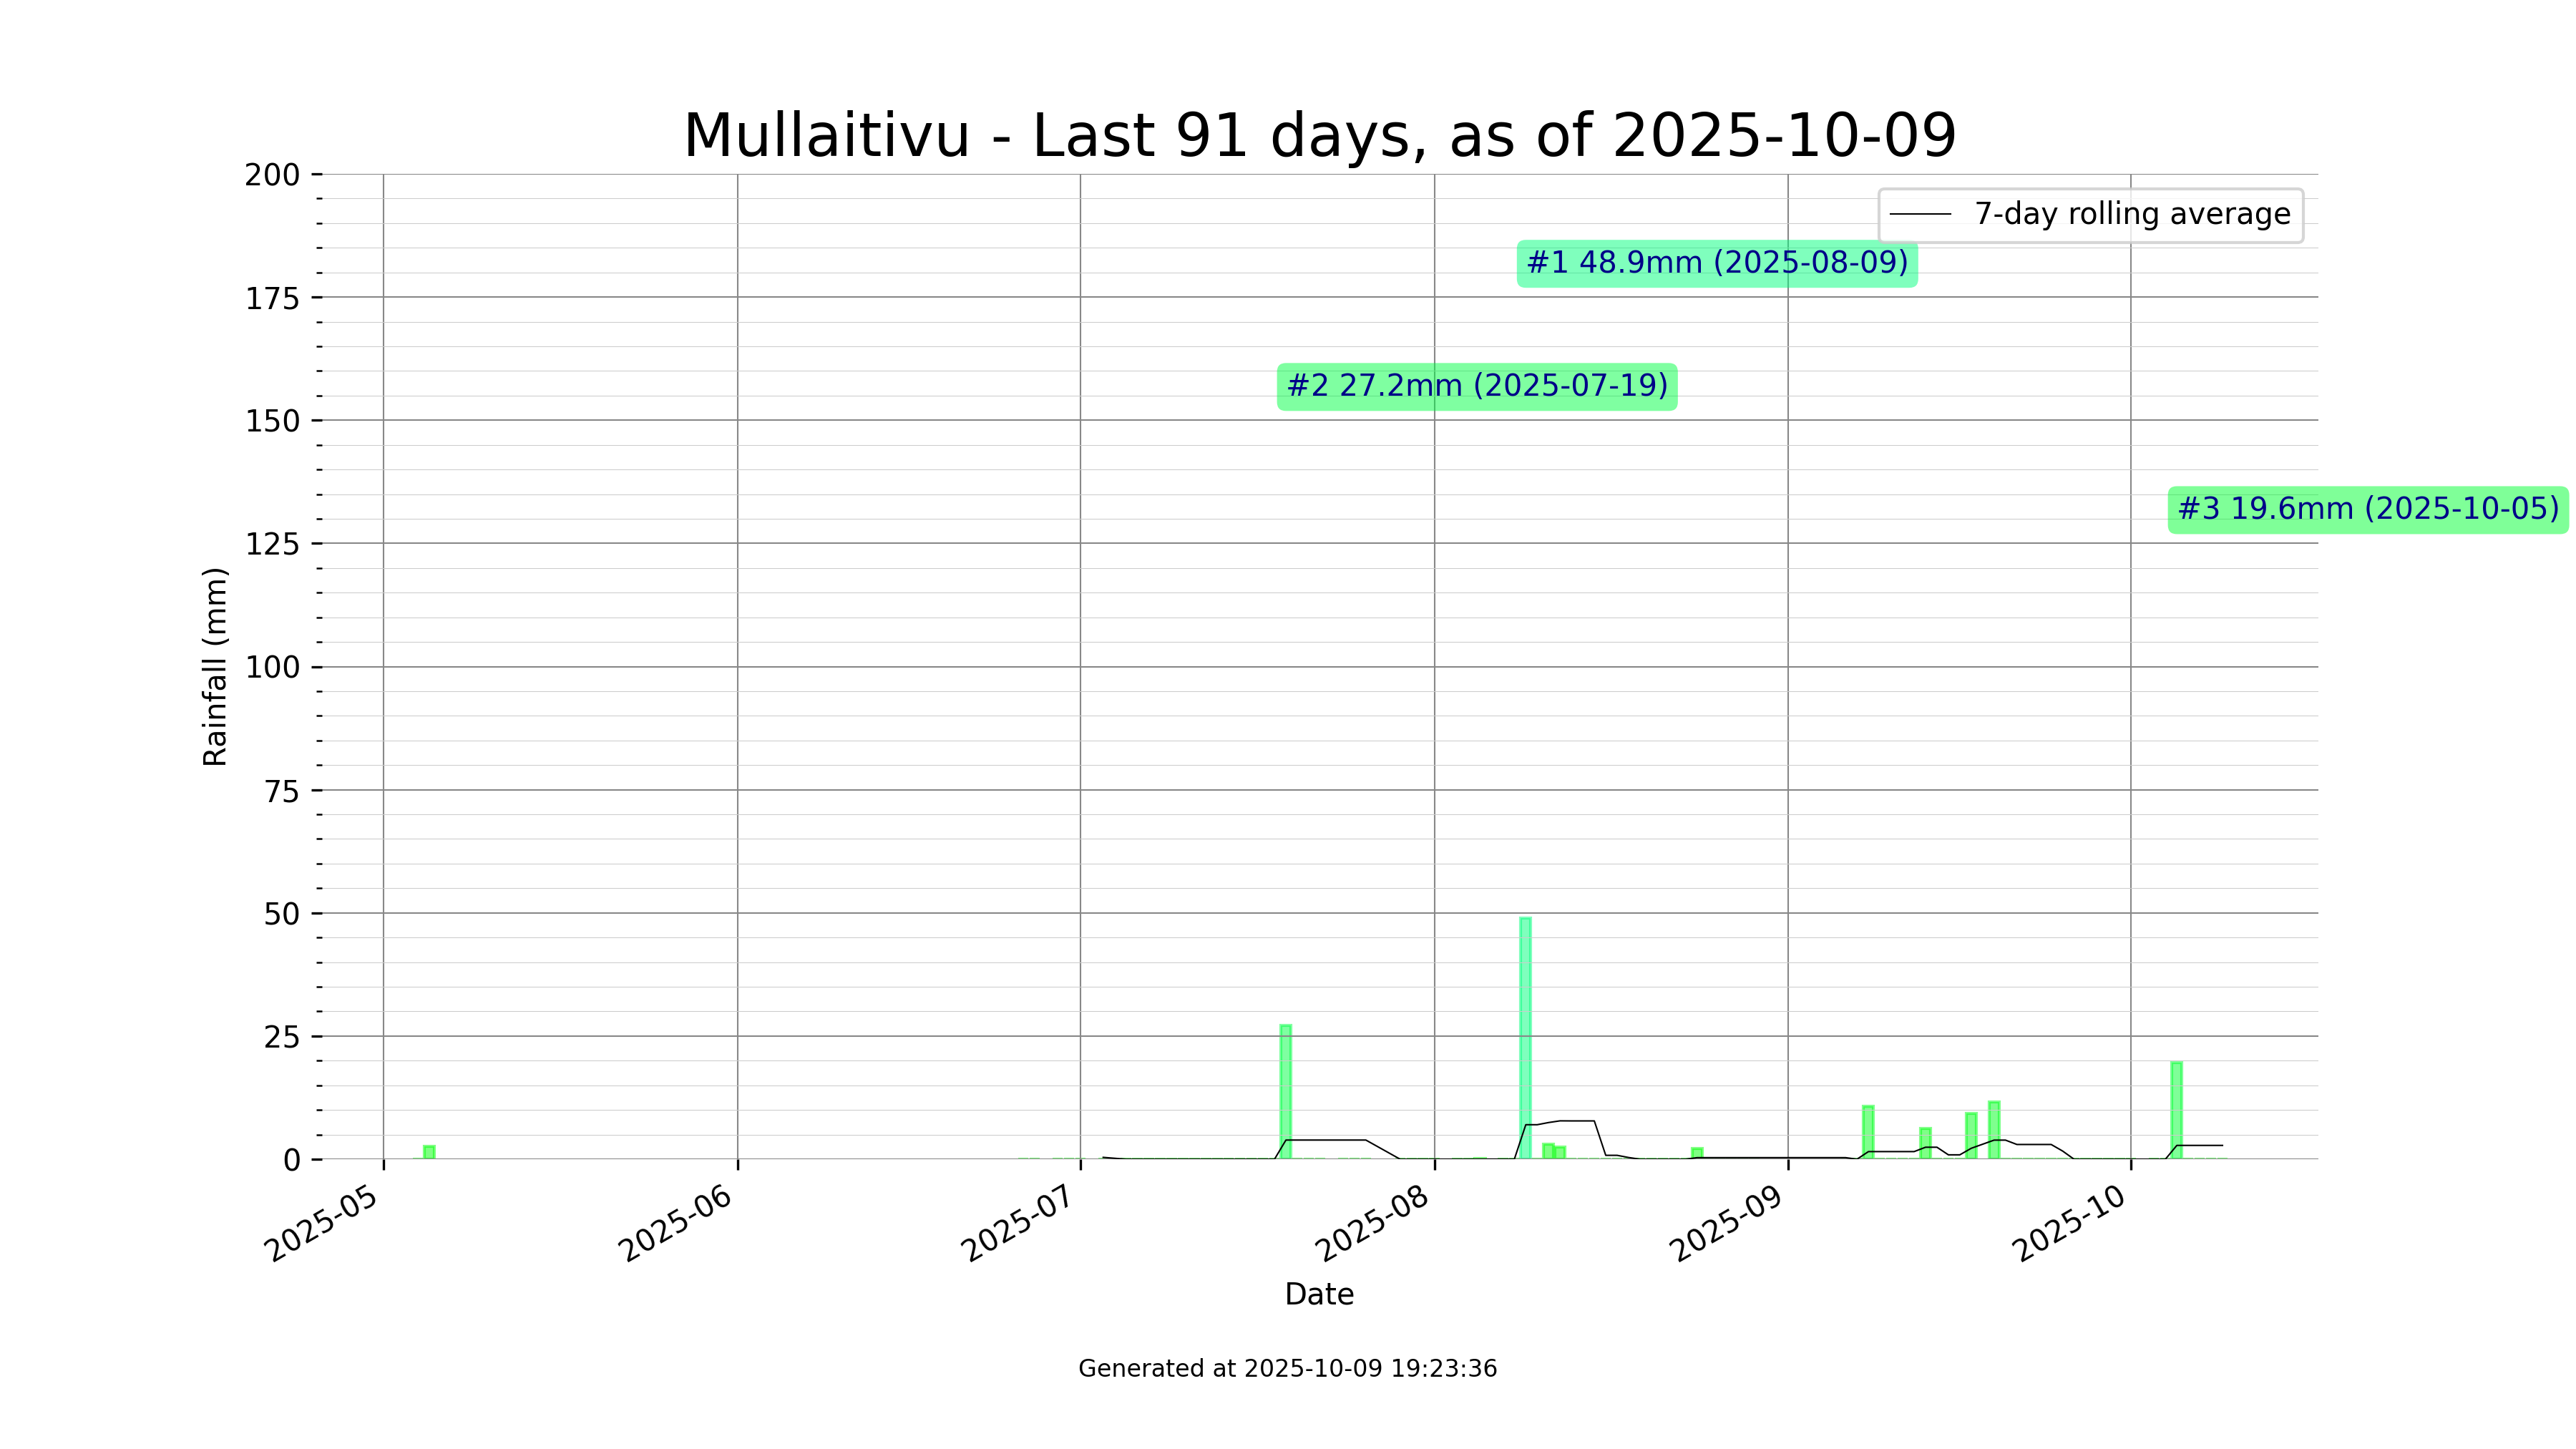 Mullaitivu - Last 91 days, as of 2025-10-09
7-day rolling average
#1 48.9mm (2025-08-09)
#2 27.2mm (2025-07-19)
#3 19.6mm (2025-10-05)
Rainfall (mm)
200
175
150
125
100
75
50
25
0
2025-05
2025-06
2025-07
2025-08
2025-09
2025-10
Date
Generated at 2025-10-09 19:23:36